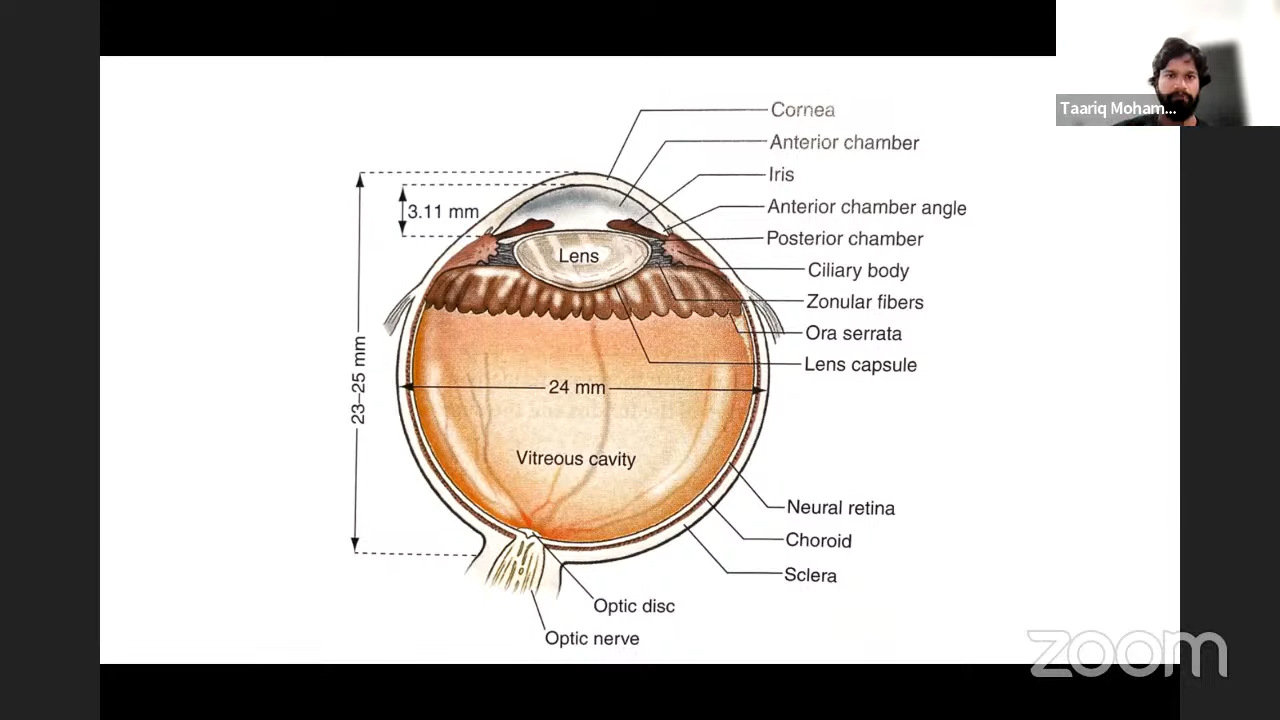 Taariq Moham...
Cornea
Anterior chamber
Iris
3.11 mm
Anterior chamber angle
Posterior chamber
Lens
Ciliary body
Zonular fibers
Ora serrata
Lens capsule
23–25 mm
24 mm
Vitreous cavity
Neural retina
Choroid
Sclera
Optic disc
Optic nerve
zoom